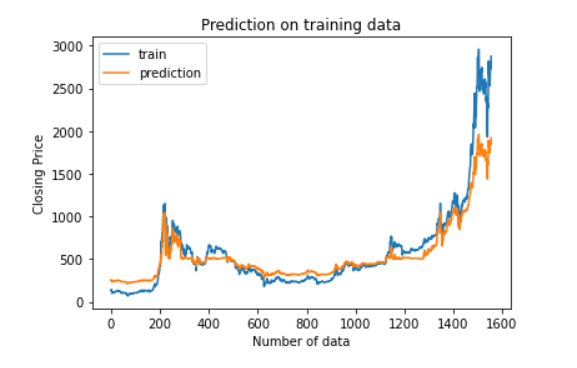 Prediction on training data
train
prediction
Closing Price
3000
2500
2000
1500
1000
500
0
0 200 400 600 800 1000 1200 1400 1600
Number of data